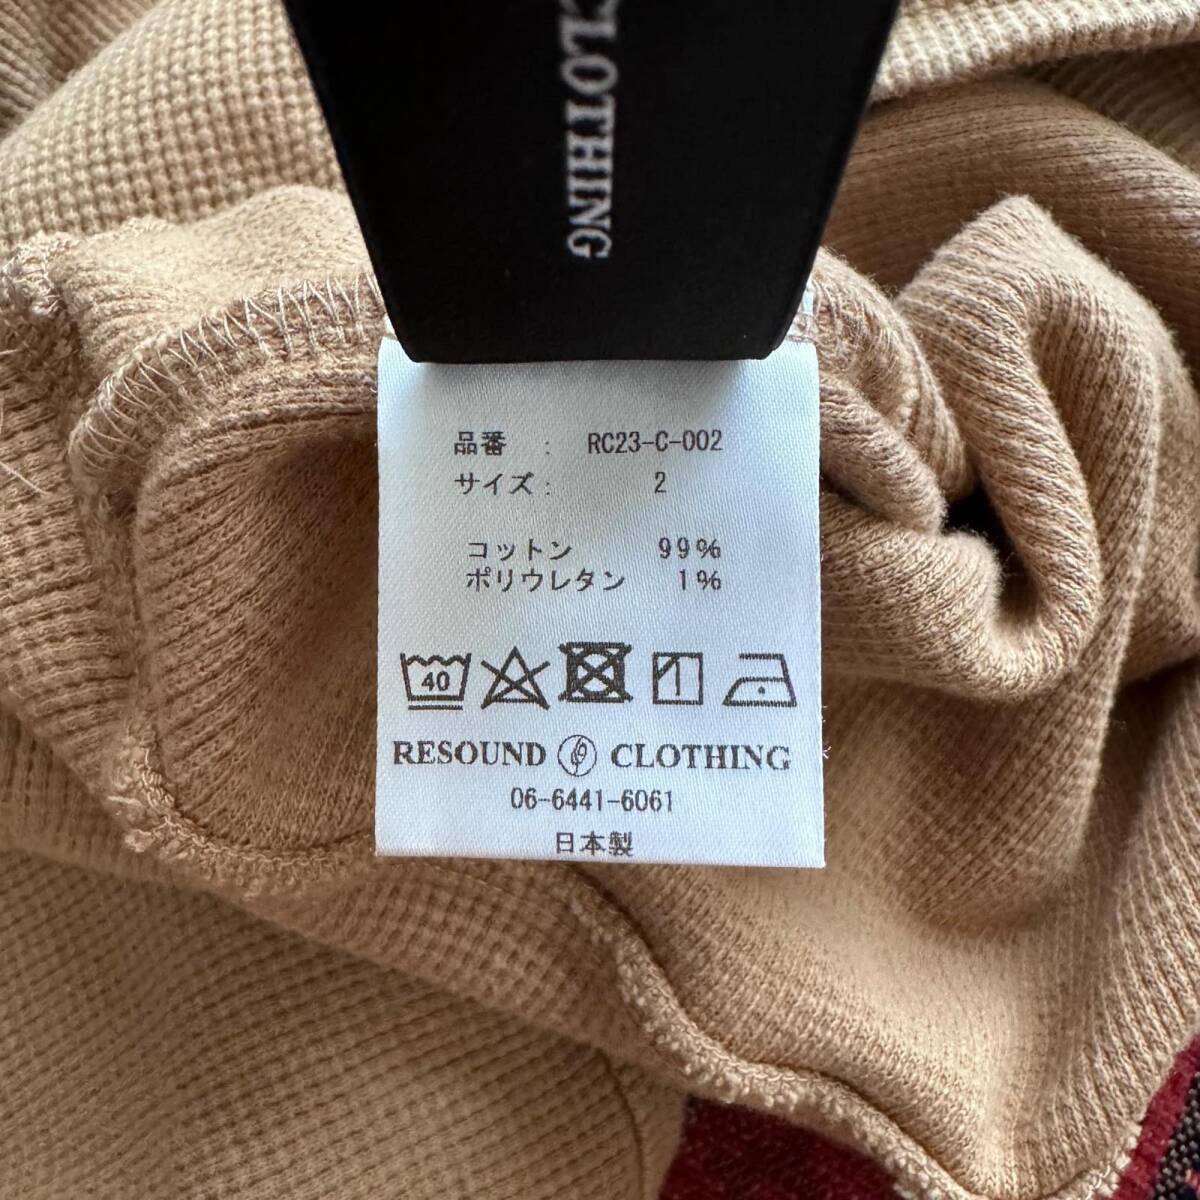 CLOTHING
品番 : RC23-C-002
サイズ : 2
コットン 99%
ポリウレタン 1%
40
RESOUND CLOTHING
06-6441-6061
日本製